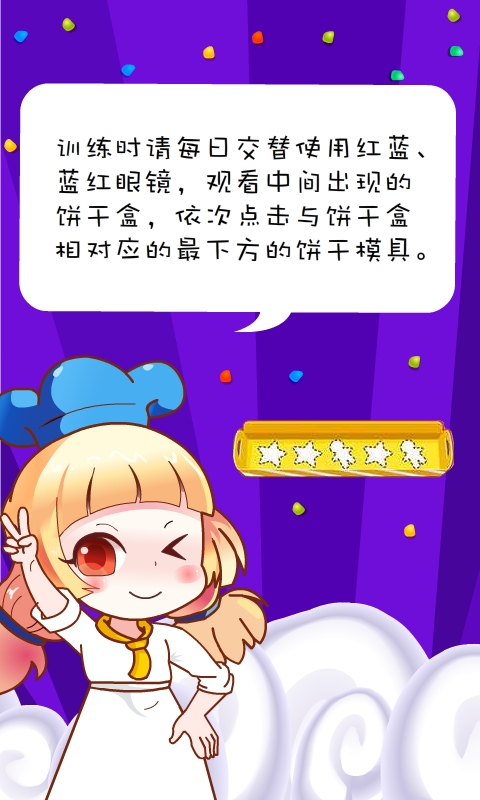 训练时请每日交替使用红蓝、
蓝红眼镜，观看中间出现的
饼干盒，依次点击与饼干盒
相对应的最下方的饼干模具。